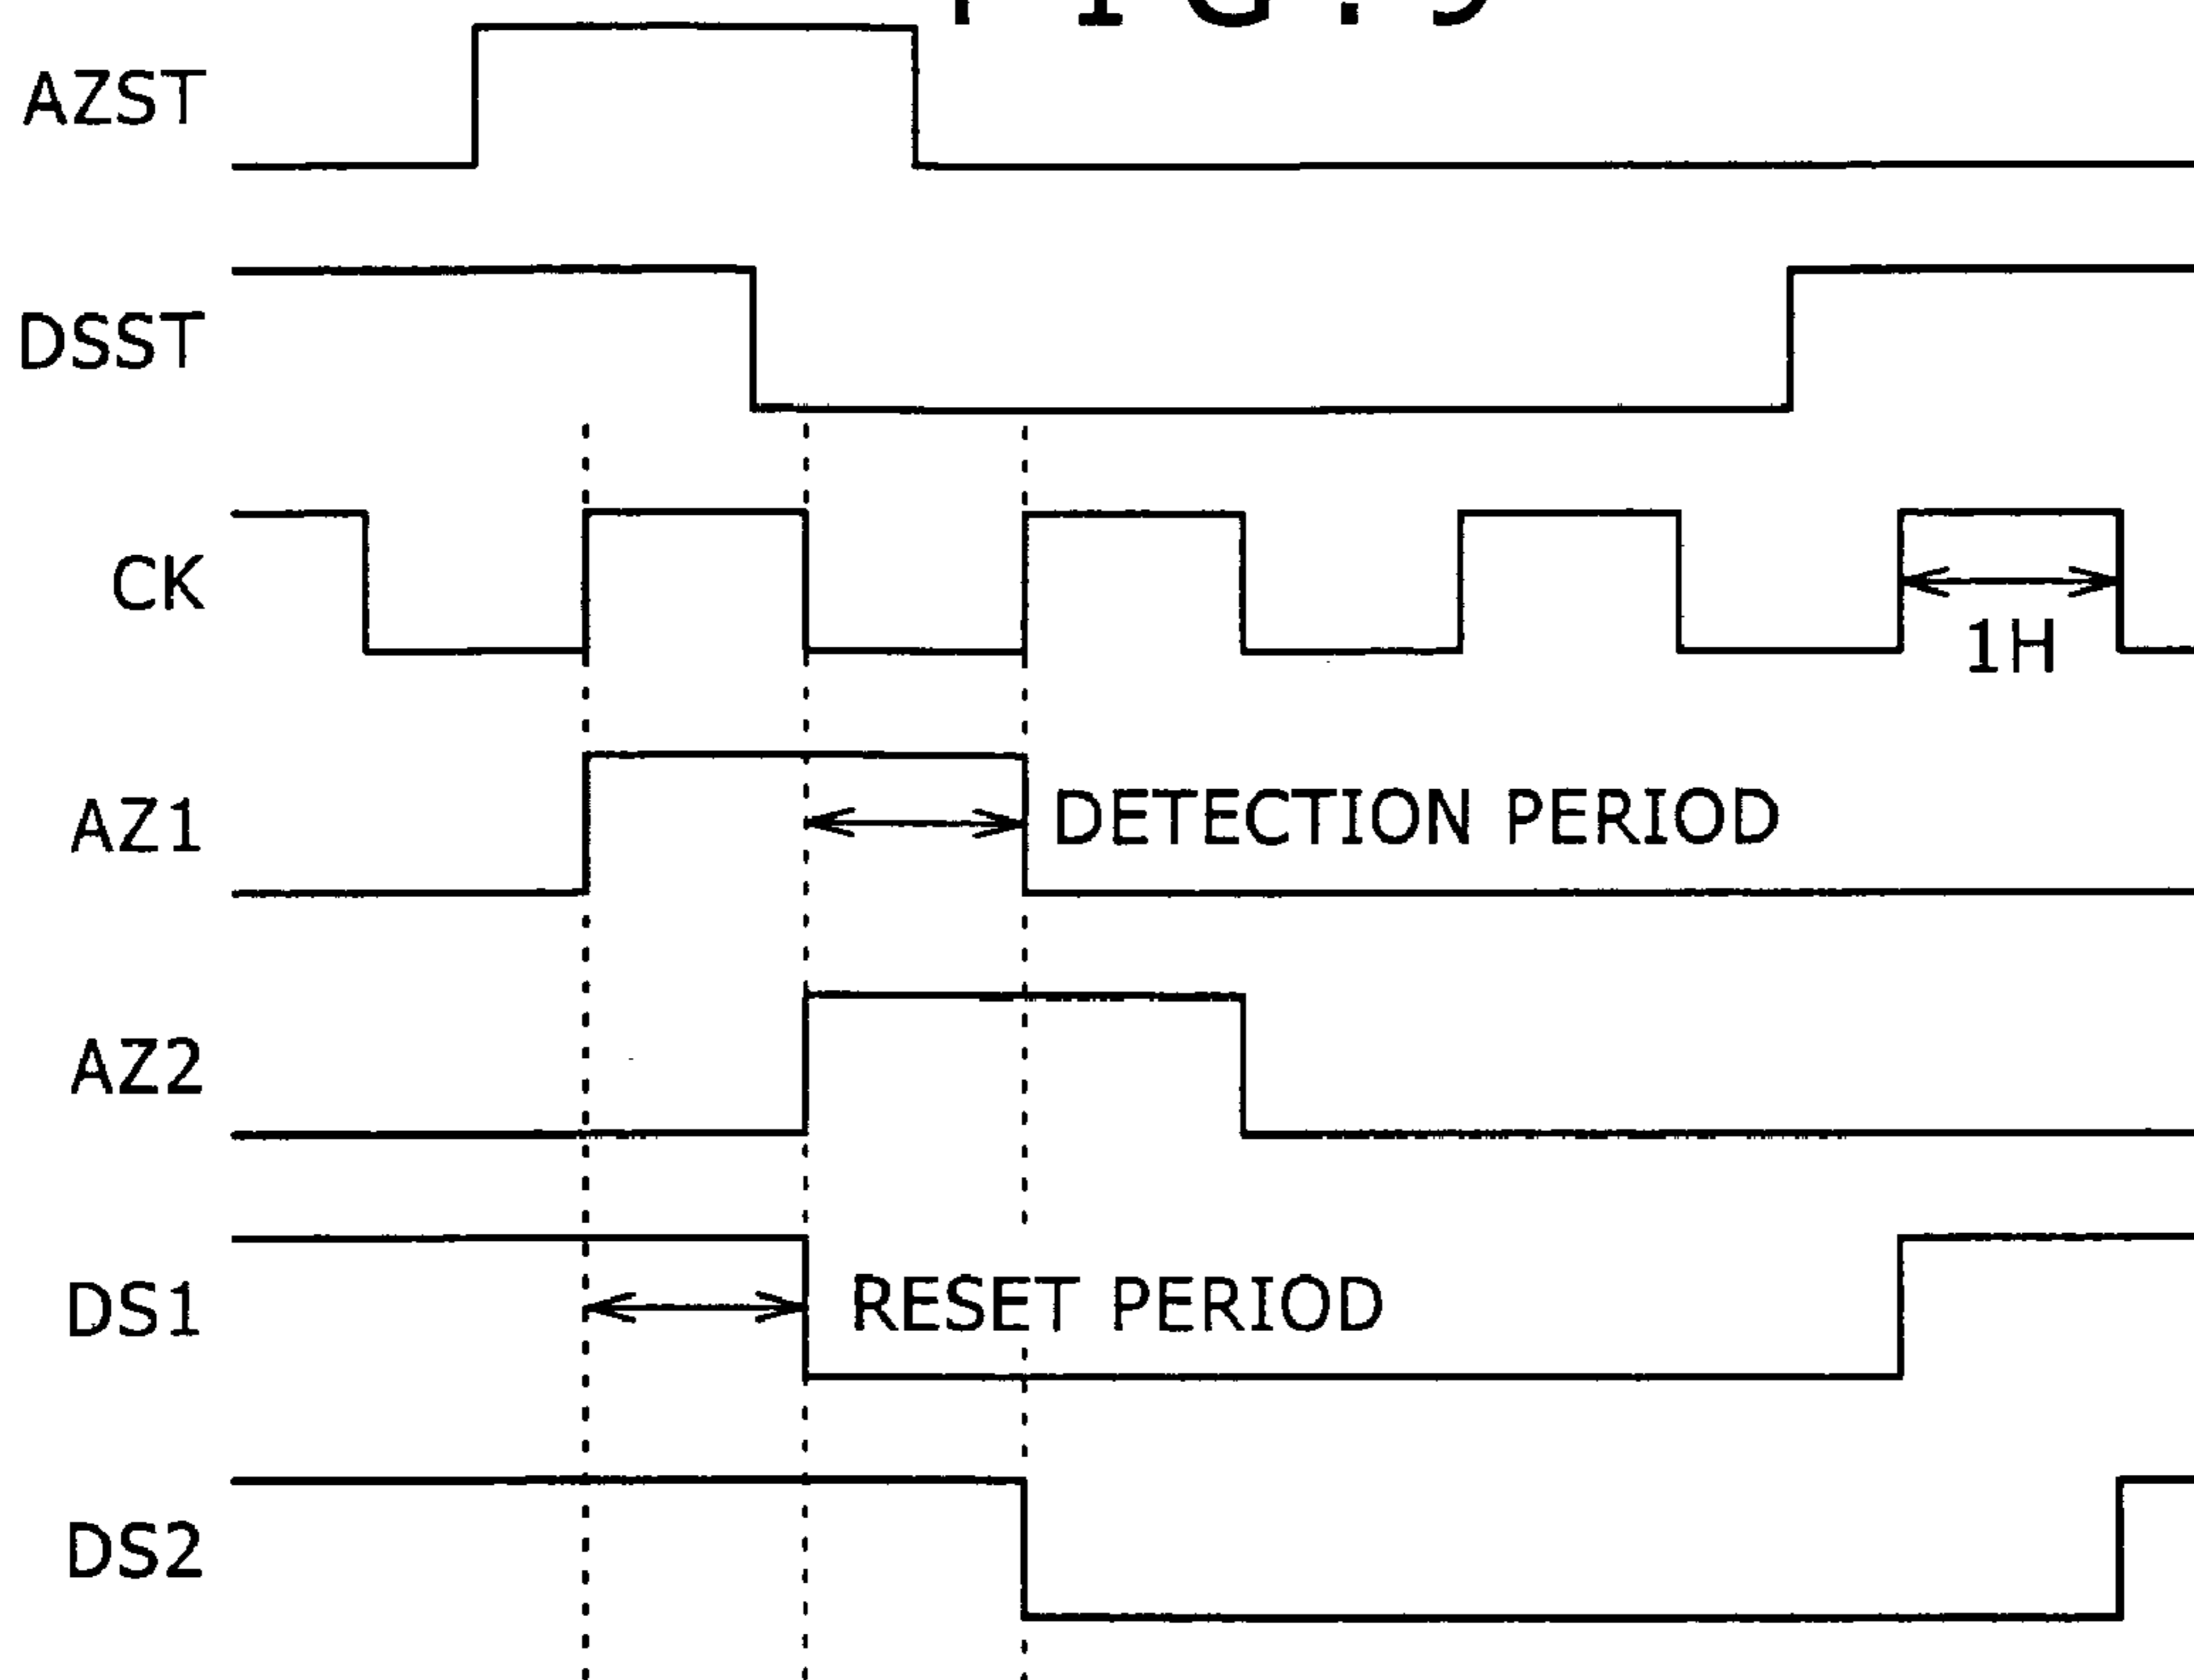 AZST
DSST
CK
1H
AZ1
DETECTION PERIOD
AZ2
DS1
RESET PERIOD
DS2